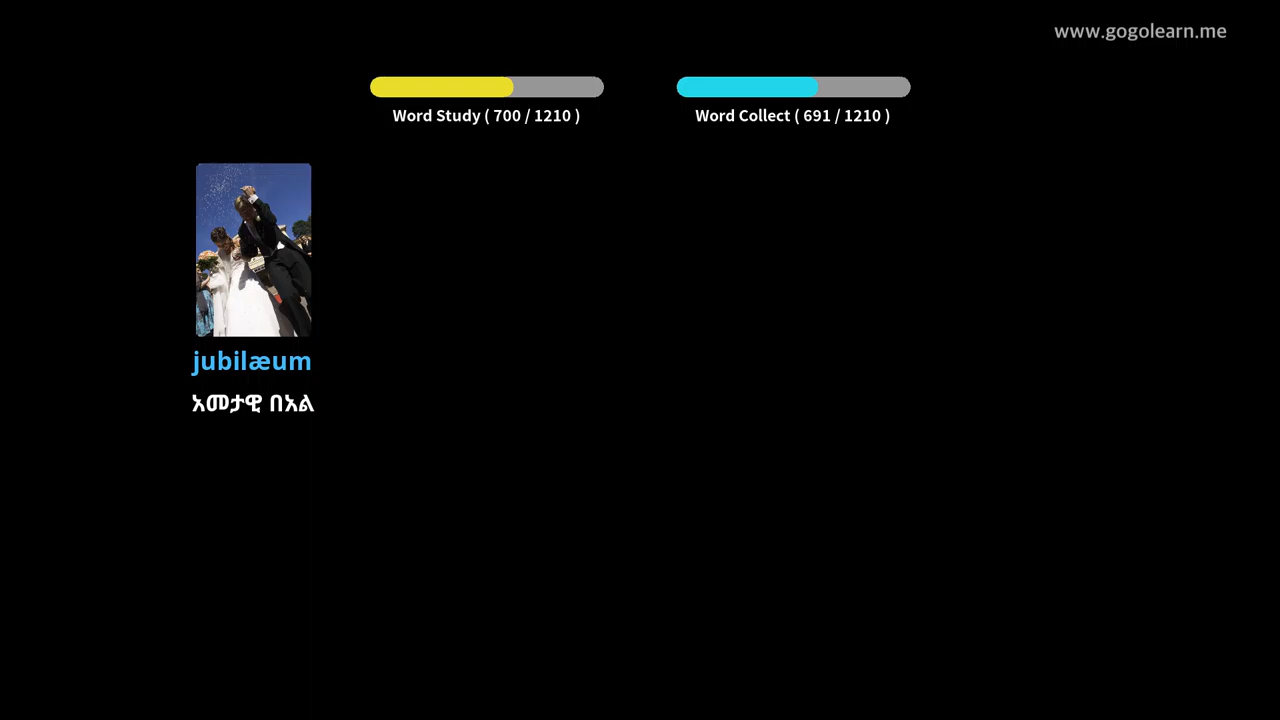 www.gogolearn.me
Word Study ( 700 / 1210 )
Word Collect ( 691 / 1210 )
jubilæum
አመታዊ በአል